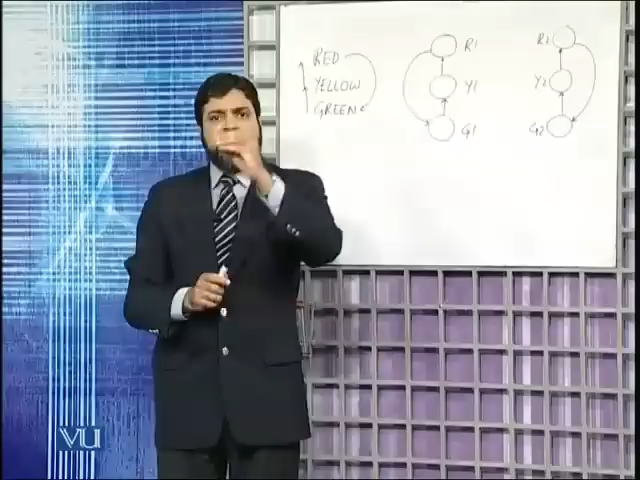 RED
YELLOW
GREEN
R1
Y1
G1
R2
Y2
G2
VU